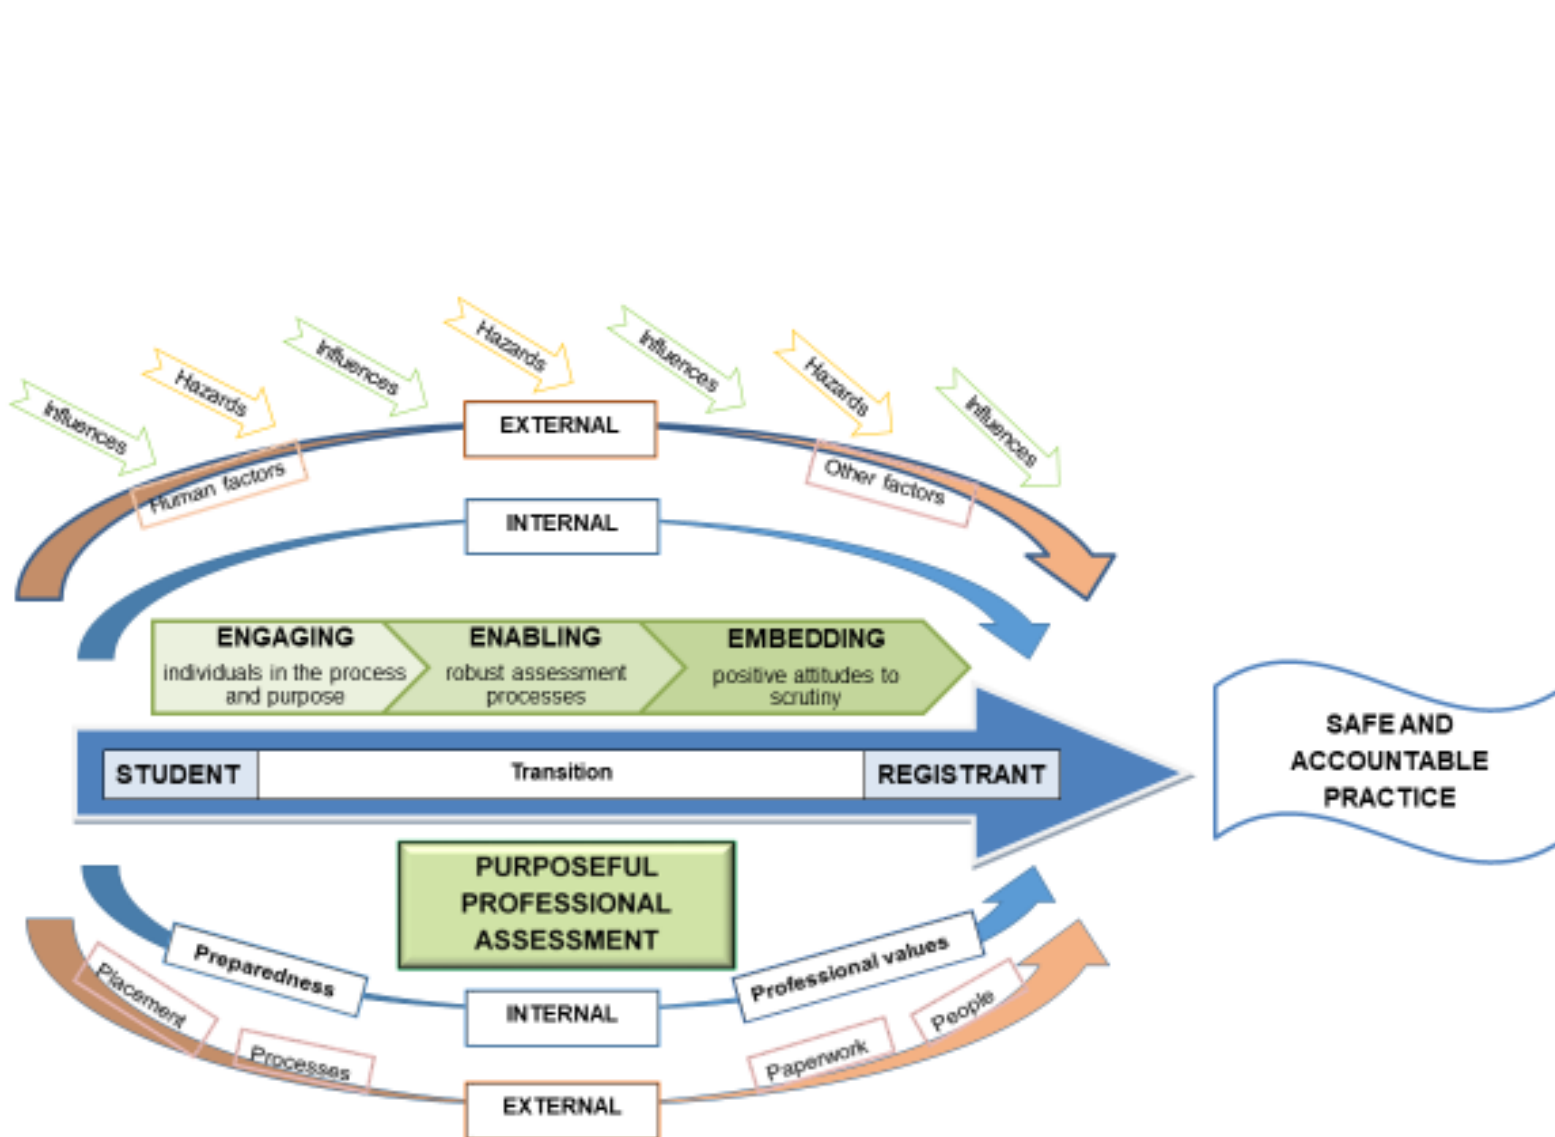 Influences
Hazards
Influences
Hazards
Influences
Hazards
Influences
EXTERNAL
Human factors
Other factors
INTERNAL
ENGAGING
individuals in the process
and purpose
ENABLING
robust assessment
processes
EMBEDDING
positive attitudes to
scrutiny
STUDENT
Transition
REGISTRANT
SAFE AND
ACCOUNTABLE
PRACTICE
PURPOSEFUL
PROFESSIONAL
ASSESSMENT
Preparedness
Professional values
INTERNAL
Placement
Processes
Paperwork
People
EXTERNAL